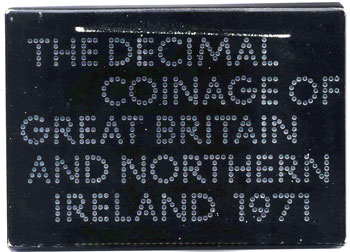 THE DECIMAL
COINAGE OF
GREAT BRITAIN
AND NORTHERN
IRELAND 1971